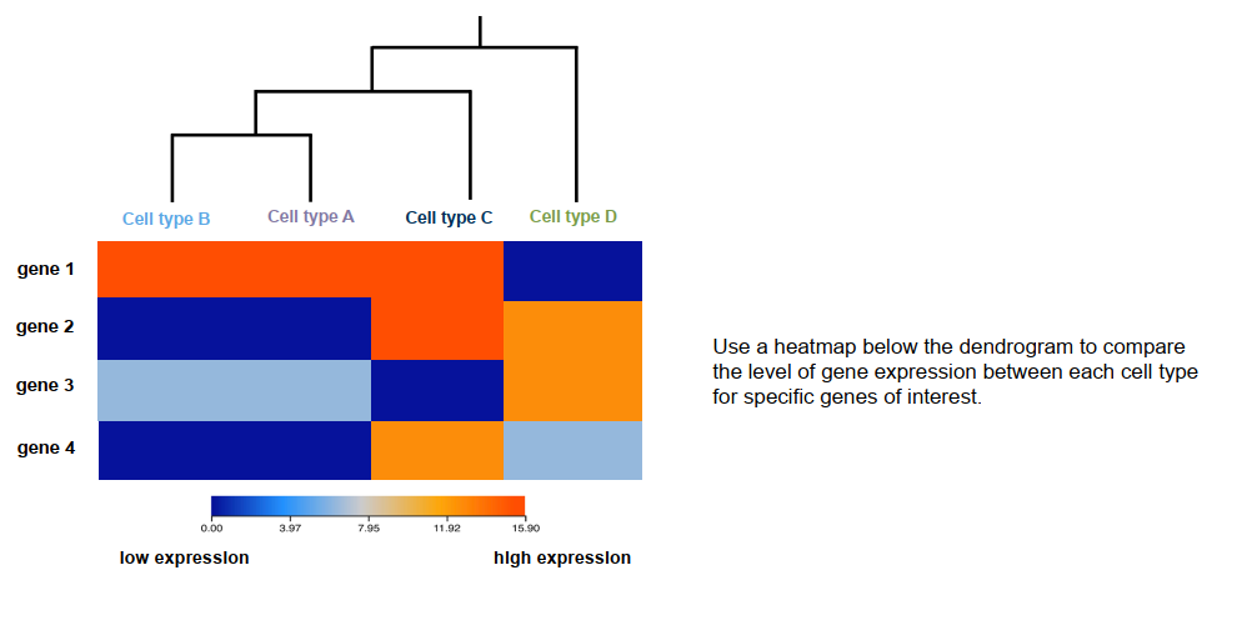 Cell type B
Cell type A
Cell type C
Cell type D
gene 1
gene 2
gene 3
gene 4
Use a heatmap below the dendrogram to compare
the level of gene expression between each cell type
for specific genes of interest.
0.00 3.97 7.95 11.92 15.90
low expression
high expression